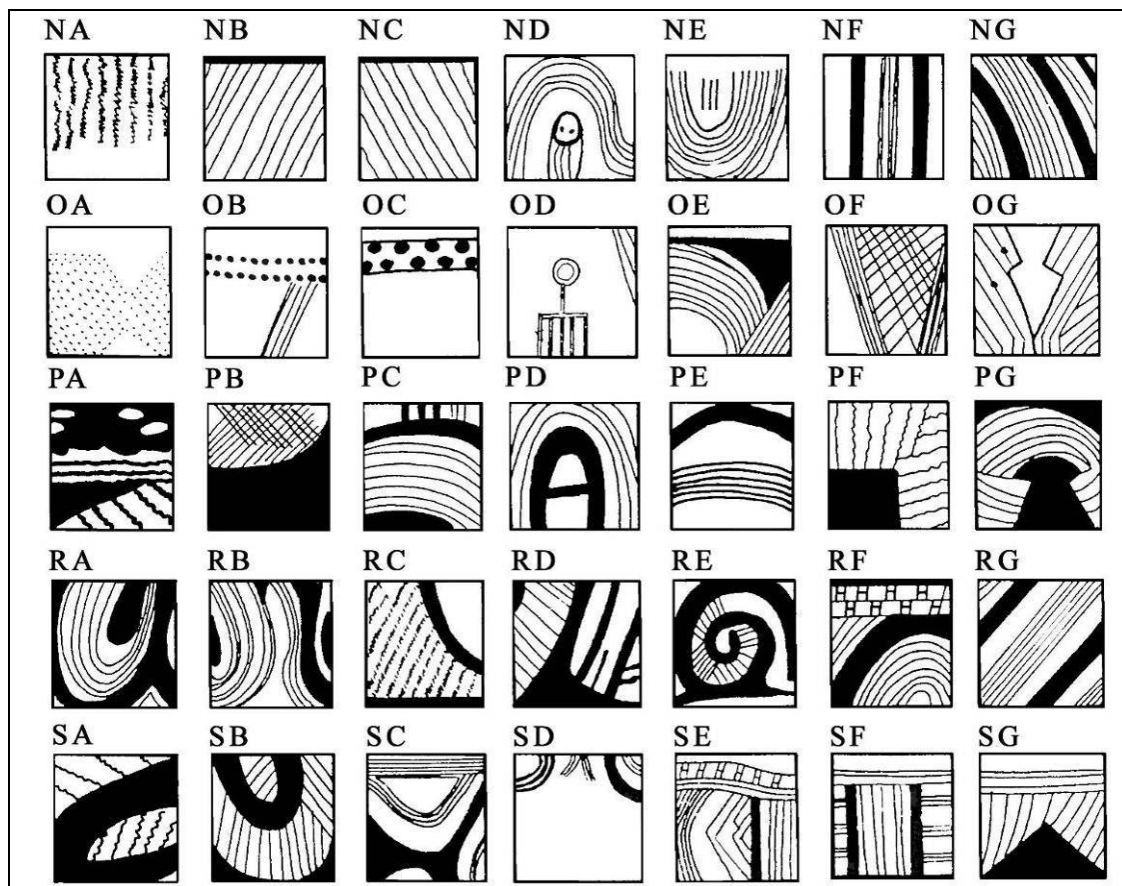 NA NB NC ND NE NF NG
OA OB OC OD OE OF OG
PA PB PC PD PE PF PG
RA RB RC RD RE RF RG
SA SB SC SD SE SF SG